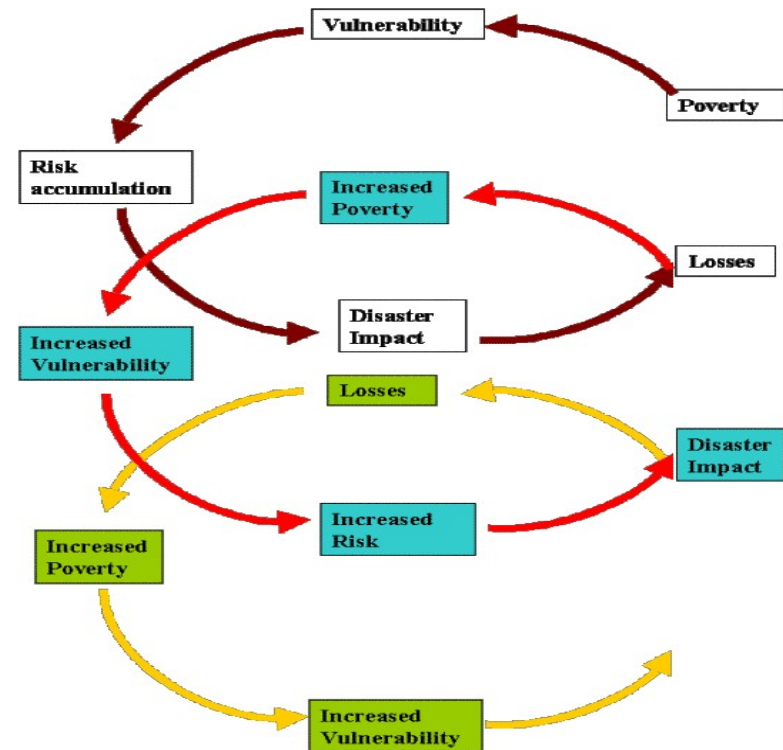 Vulnerability
Poverty
Risk
accumulation
Increased
Poverty
Losses
Disaster
Impact
Increased
Vulnerability
Losses
Disaster
Impact
Increased
Risk
Increased
Poverty
Increased
Vulnerability